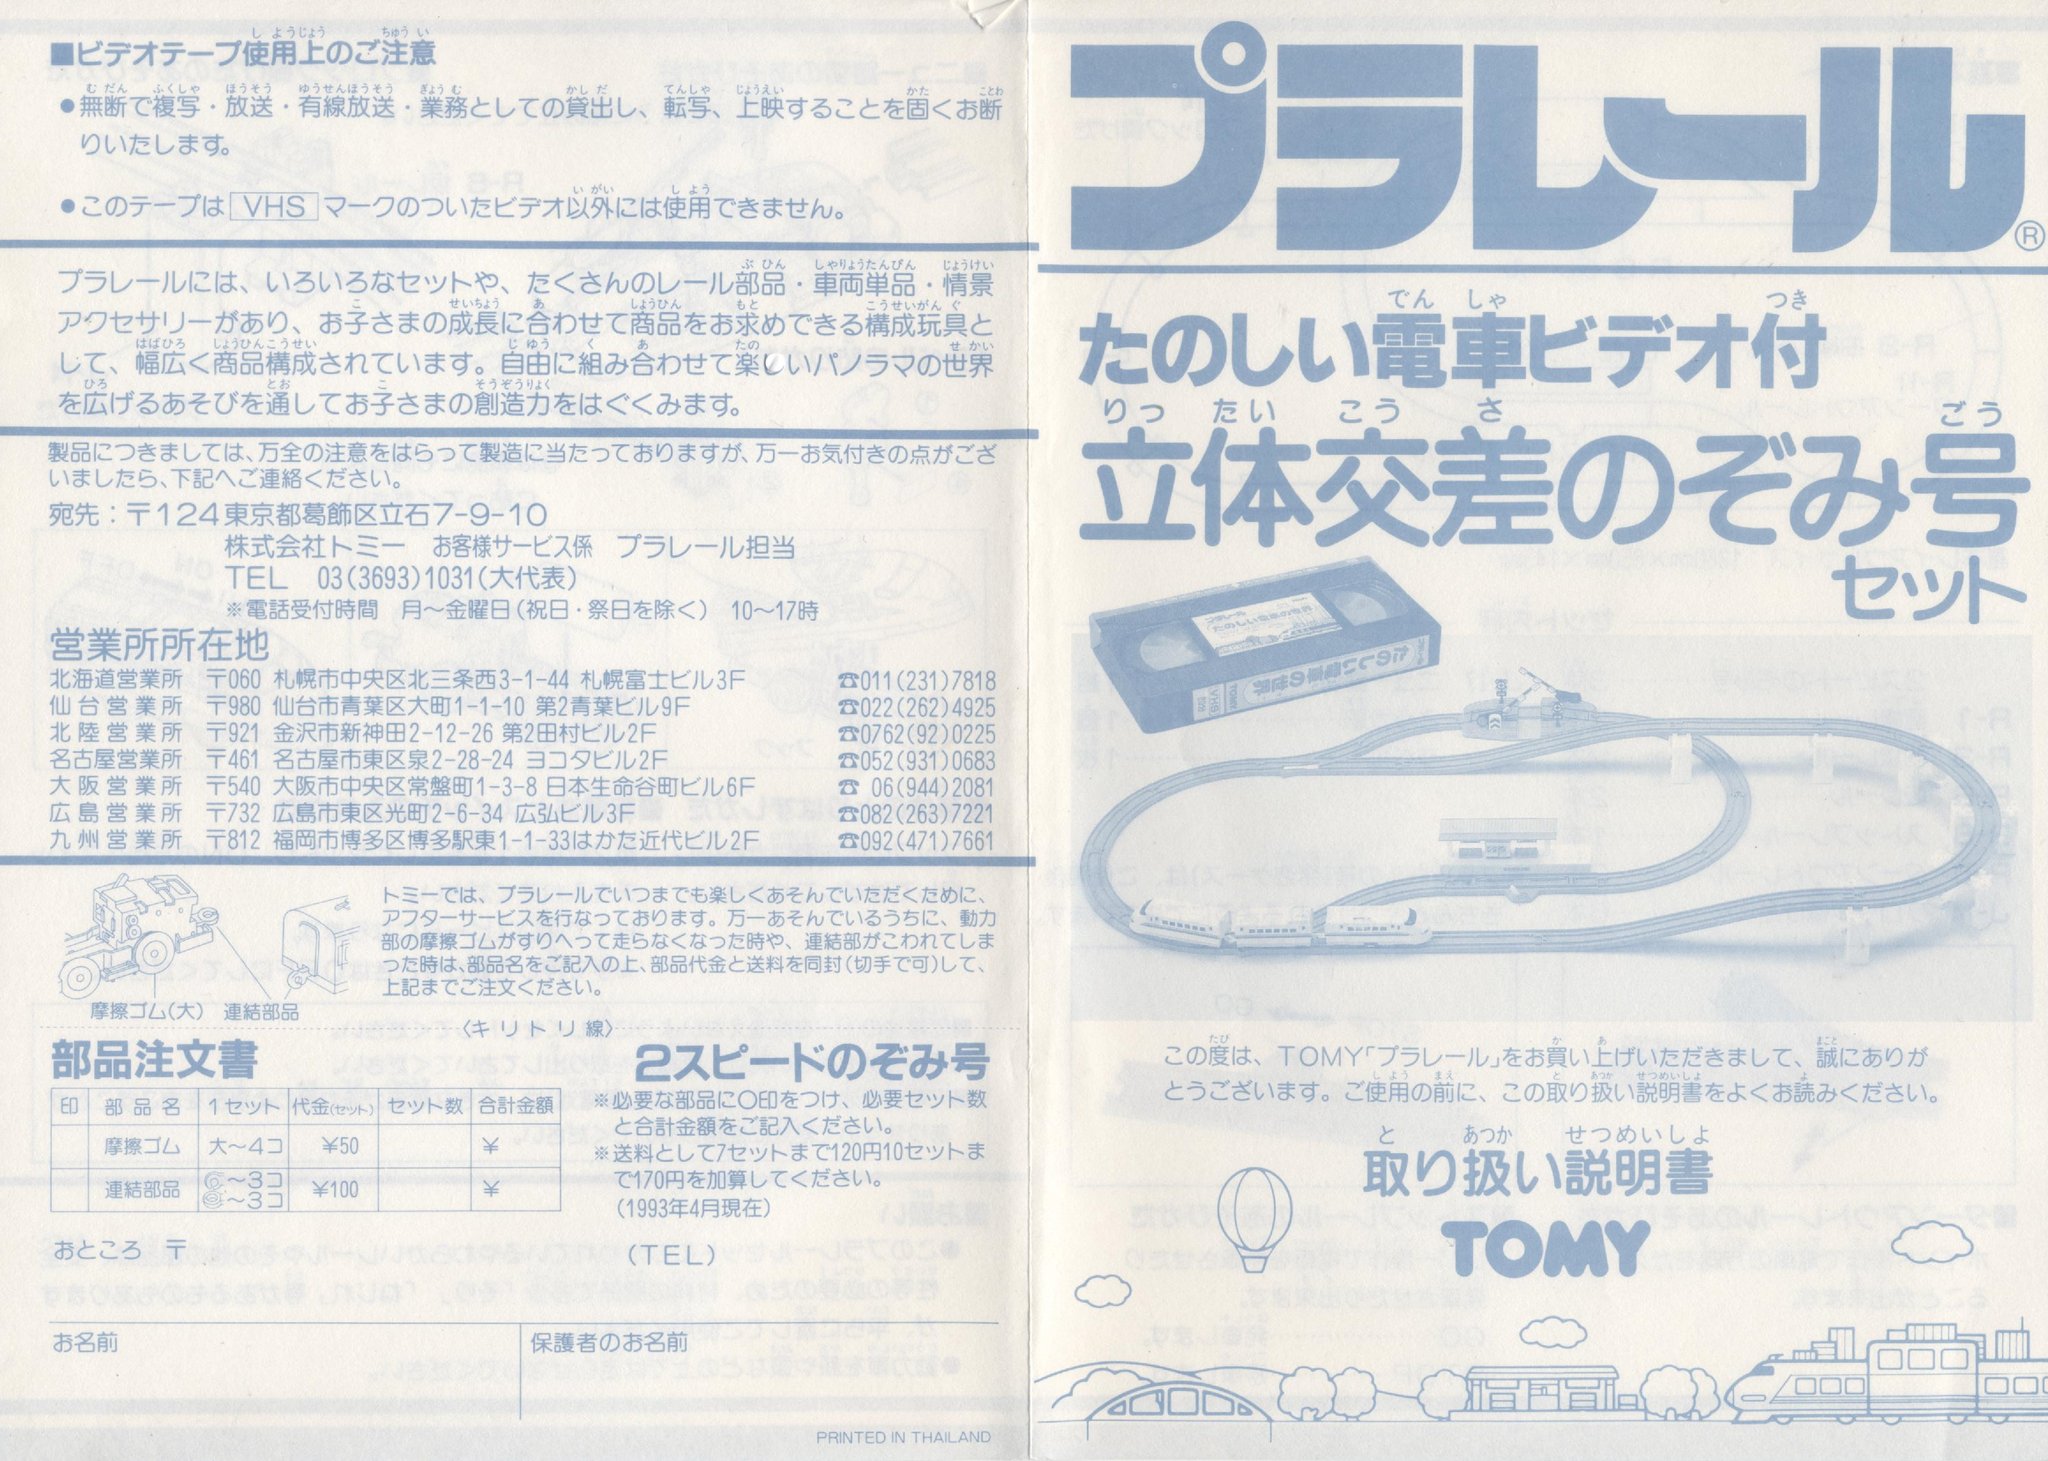 ■ビデオテープ使用上のご注意
●無断で複写・放送・有線放送・業務としての貸出し、転写、上映することを固くお断
りいたします。
●このテープは VHS マークのついたビデオ以外には使用できません。
プラレールには、いろいろなセットや、たくさんのレール部品・車両単品・情景
アクセサリーがあり、お子さまの成長に合わせて商品をお求めできる構成玩具と
して、幅広く商品構成されています。自由に組み合わせて楽しいパノラマの世界
を広げるあそびを通してお子さまの創造力をはぐくみます。
製品につきましては、万全の注意をはらって製造に当たっておりますが、万一お気付きの点がござ
いましたら、下記へご連絡ください。
宛先：〒124東京都葛飾区立石7-9-10
株式会社トミー お客様サービス係 プラレール担当
TEL 03(3693)1031(大代表)
※電話受付時間 月〜金曜日(祝日・祭日を除く) 10〜17時
営業所所在地
北海道営業所 〒060 札幌市中央区北三条西3-1-44 札幌富士ビル3F ☎011(231)7818
仙台営業所 〒980 仙台市青葉区大町1-1-10 第2青葉ビル9F ☎022(262)4925
北陸営業所 〒921 金沢市新神田2-12-26 第2田村ビル2F ☎0762(92)0225
名古屋営業所 〒461 名古屋市東区泉2-28-24 ヨコタビル2F ☎052(931)0683
大阪営業所 〒540 大阪市中央区常盤町1-3-8 日本生命谷町ビル6F ☎06(944)2081
広島営業所 〒732 広島市東区光町2-6-34 広弘ビル3F ☎082(263)7221
九州営業所 〒812 福岡市博多区博多駅東1-1-33はかた近代ビル2F ☎092(471)7661
トミーでは、プラレールでいつまでも楽しくあそんでいただくために、
アフターサービスを行なっております。万一あそんでいるうちに、動力
部の摩擦ゴムがすりへって走らなくなった時や、連結部がこわれてしま
った時は、部品名をご記入の上、部品代金と送料を同封(切手で可)して、
上記までご注文ください。
摩擦ゴム(大) 連結部品
〈キリトリ線〉
部品注文書
2スピードのぞみ号
印 部品名 1セット 代金(セット) セット数 合計金額
摩擦ゴム 大〜4コ ¥50 ¥
連結部品 〜3コ 〜3コ ¥100 ¥
※必要な部品に○印をつけ、必要セット数
と合計金額をご記入ください。
※送料として7セットまで120円10セットま
で170円を加算してください。
(1993年4月現在)
おところ 〒 (TEL)
お名前 保護者のお名前
PRINTED IN THAILAND
プラレール®
でん しゃ つき
たのしい電車ビデオ付
りっ たい こう さ ごう
立体交差のぞみ号
セット
たのしい電車の世界
VHS
この度は、TOMY「プラレール」をお買い上げいただきまして、誠にありが
とうございます。ご使用の前に、この取り扱い説明書をよくお読みください。
と あつか せつめいしょ
取り扱い説明書
TOMY